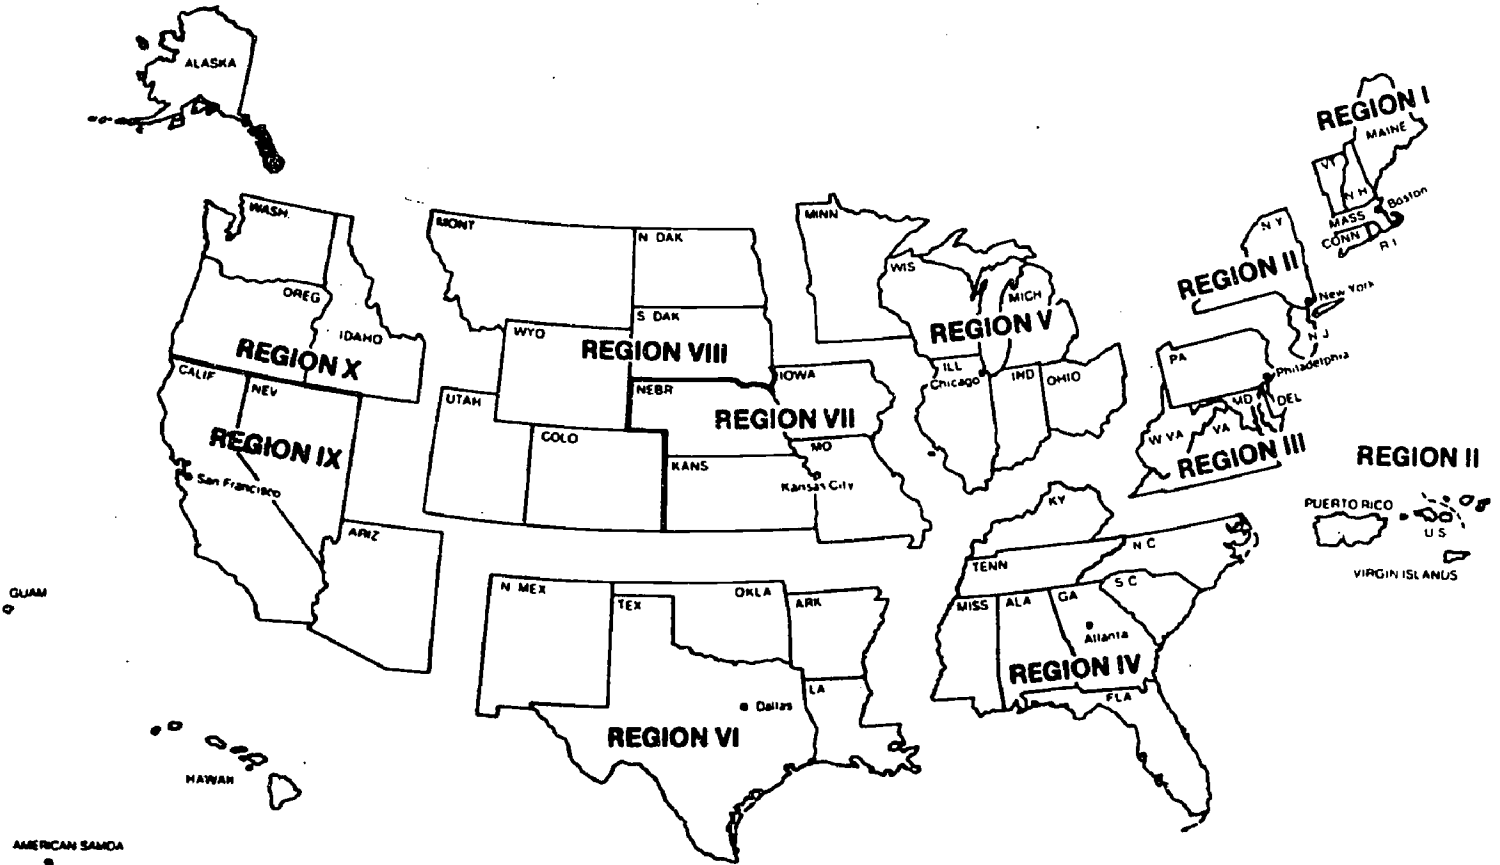 ALASKA
REGION I
MAINE
VT
N H
Boston
MASS
CONN
R I
WASH.
MONT
N DAK
MINN
N Y
REGION II
New York
N J
OREG
IDAHO
REGION X
WYO
S DAK
REGION VIII
WIS
MICH
REGION V
PA
Philadelphia
CALIF
NEV
UTAH
COLO
NEBR
IOWA
REGION VII
ILL
Chicago
IND
OHIO
MD
DEL
W VA
VA
REGION III
REGION IX
San Francisco
KANS
MO
Kansas City
KY
REGION II
PUERTO RICO
U S
VIRGIN ISLANDS
ARIZ
N MEX
TEX
OKLA
ARK
TENN
N C
S C
MISS
ALA
GA
Atlanta
REGION IV
FLA
GUAM
LA
Dallas
REGION VI
HAWAII
AMERICAN SAMOA